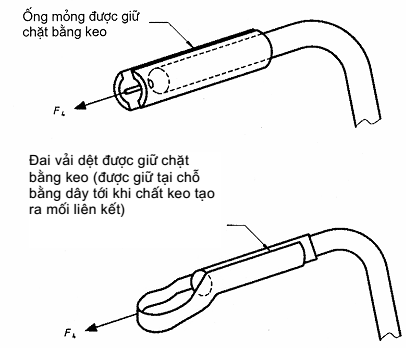 Ống mỏng được giữ
chặt bằng keo
F₄
Đai vải dệt được giữ chặt
bằng keo (được giữ tại chỗ
bằng dây tới khi chất keo tạo
ra mối liên kết)
F₄